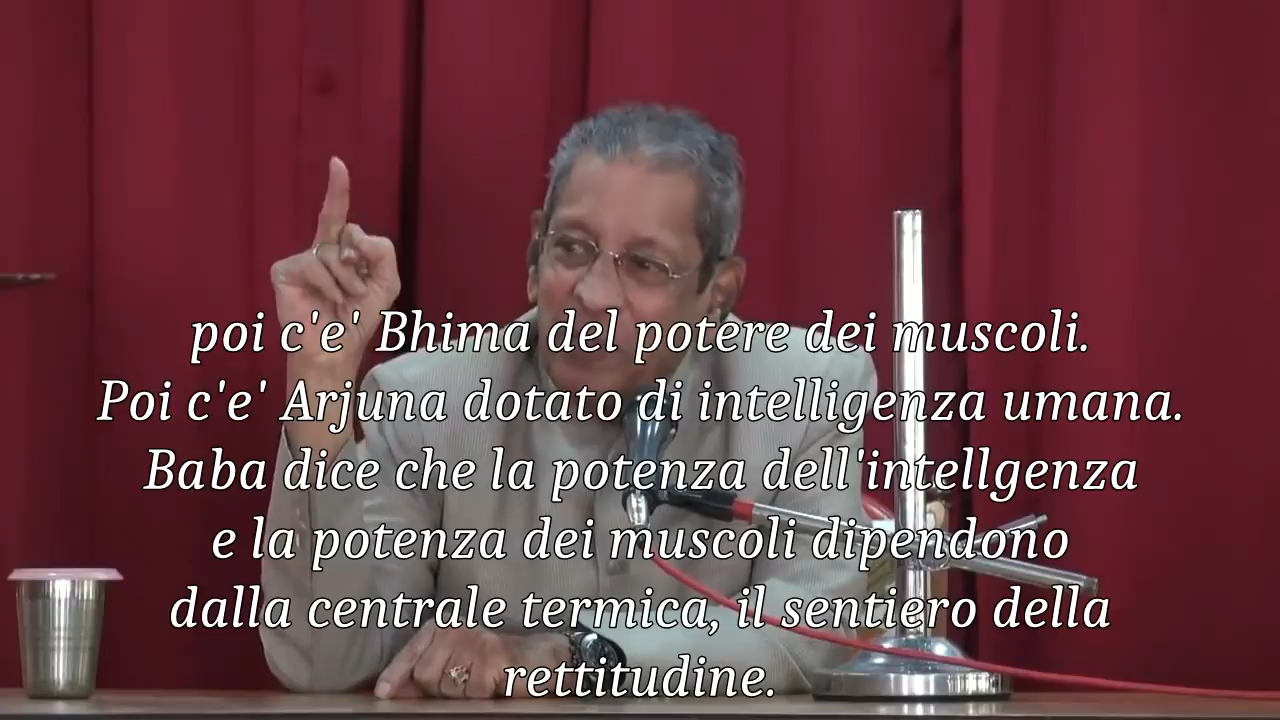 poi c'e' Bhima del potere dei muscoli.
Poi c'e' Arjuna dotato di intelligenza umana.
Baba dice che la potenza dell'intellgenza
e la potenza dei muscoli dipendono
dalla centrale termica, il sentiero della
rettitudine.